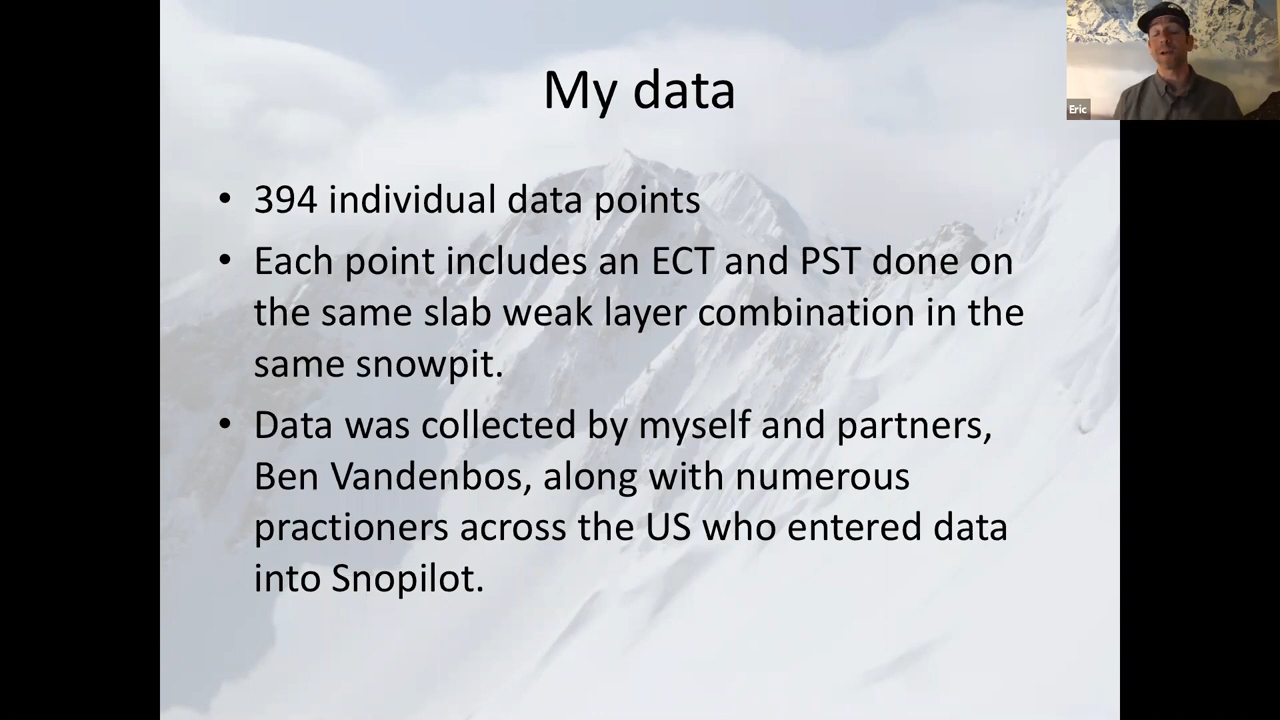 My data
• 394 individual data points
• Each point includes an ECT and PST done on
the same slab weak layer combination in the
same snowpit.
• Data was collected by myself and partners,
Ben Vandenbos, along with numerous
practioners across the US who entered data
into Snopilot.
Eric